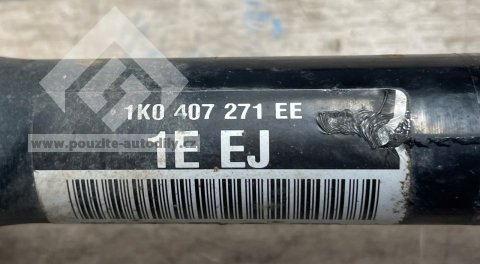 1K0 407 271 EE
www.pouzite-autodily.cz
1E EJ